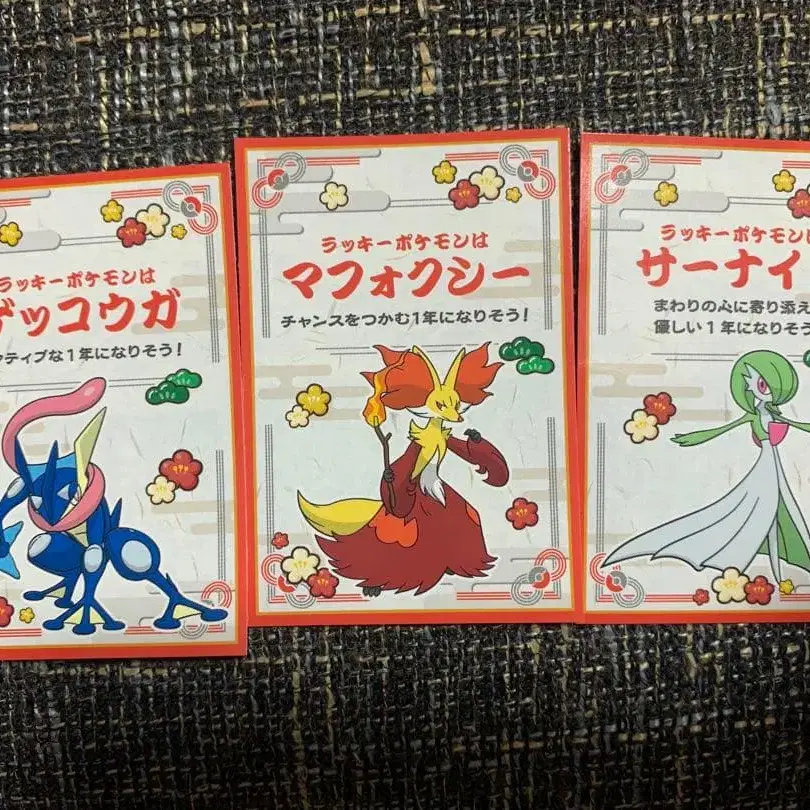 ラッキーポケモンは
ゲッコウガ
クティブな1年になりそう!
ラッキーポケモンは
マフォクシー
チャンスをつかむ1年になりそう!
ラッキーポケモンは
サーナイ
まわりの心に寄り添え
優しい1年になりそう